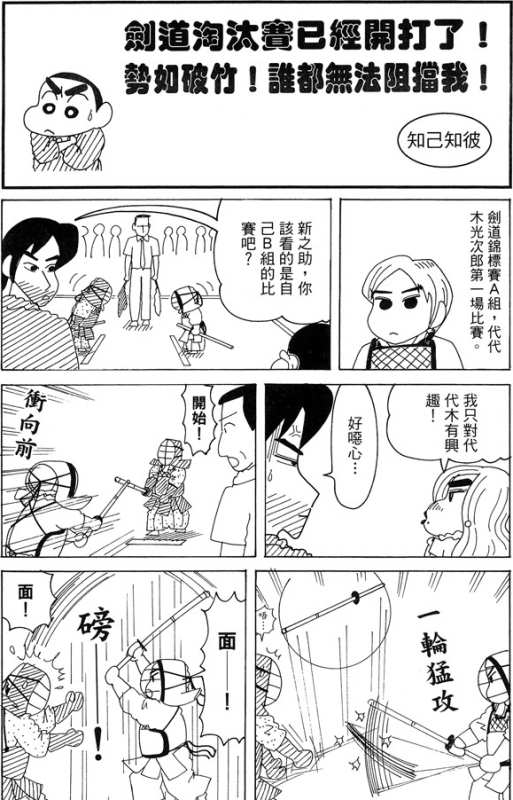 劍道淘汰賽已經開打了！
勢如破竹！誰都無法阻擋我！
知己知彼
劍道錦標賽A組，代代
木光次郎第一場比賽。
新之助，你
該看的是自
己B組的比
賽吧？
我只對代
代木有興
趣！
好噁心…
開始！
衝向前
一輪猛攻
唔…
面—！
磅—！
面！